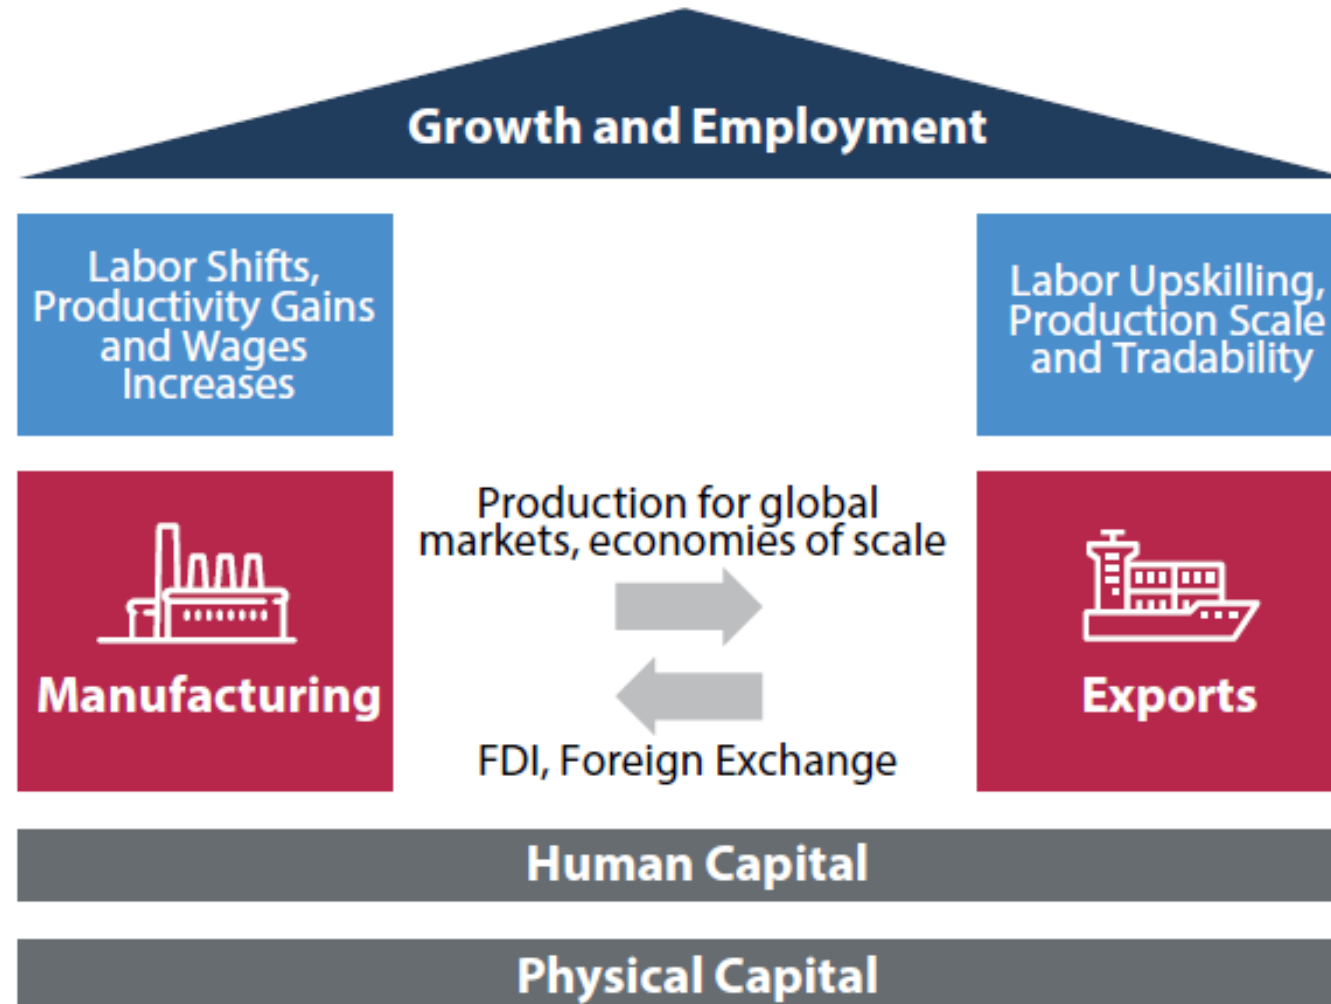 Growth and Employment
Labor Shifts,
Productivity Gains
and Wages
Increases
Labor Upskilling,
Production Scale
and Tradability
Production for global
markets, economies of scale
Manufacturing
Exports
FDI, Foreign Exchange
Human Capital
Physical Capital